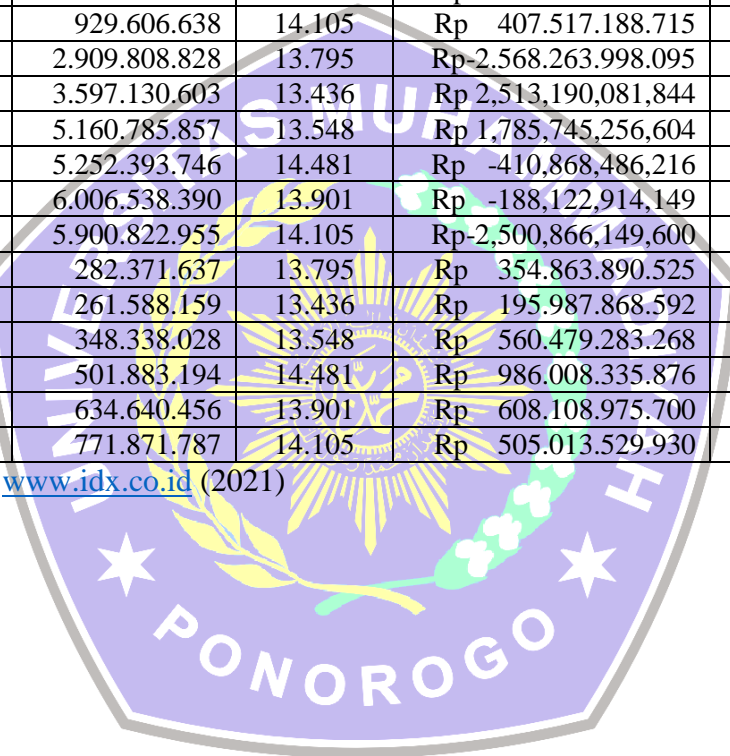 929.606.638 14.105 Rp 407.517.188.715
2.909.808.828 13.795 Rp-2.568.263.998.095
3.597.130.603 13.436 Rp 2,513,190,081,844
5.160.785.857 13.548 Rp 1,785,745,256,604
5.252.393.746 14.481 Rp -410,868,486,216
6.006.538.390 13.901 Rp -188,122,914,149
5.900.822.955 14.105 Rp-2,500,866,149,600
282.371.637 13.795 Rp 354.863.890.525
261.588.159 13.436 Rp 195.987.868.592
348.338.028 13.548 Rp 560.479.283.268
501.883.194 14.481 Rp 986.008.335.876
634.640.456 13.901 Rp 608.108.975.700
771.871.787 14.105 Rp 505.013.529.930
www.idx.co.id (2021)
UNIVERSITAS MUHAMMADIYAH
PONOROGO